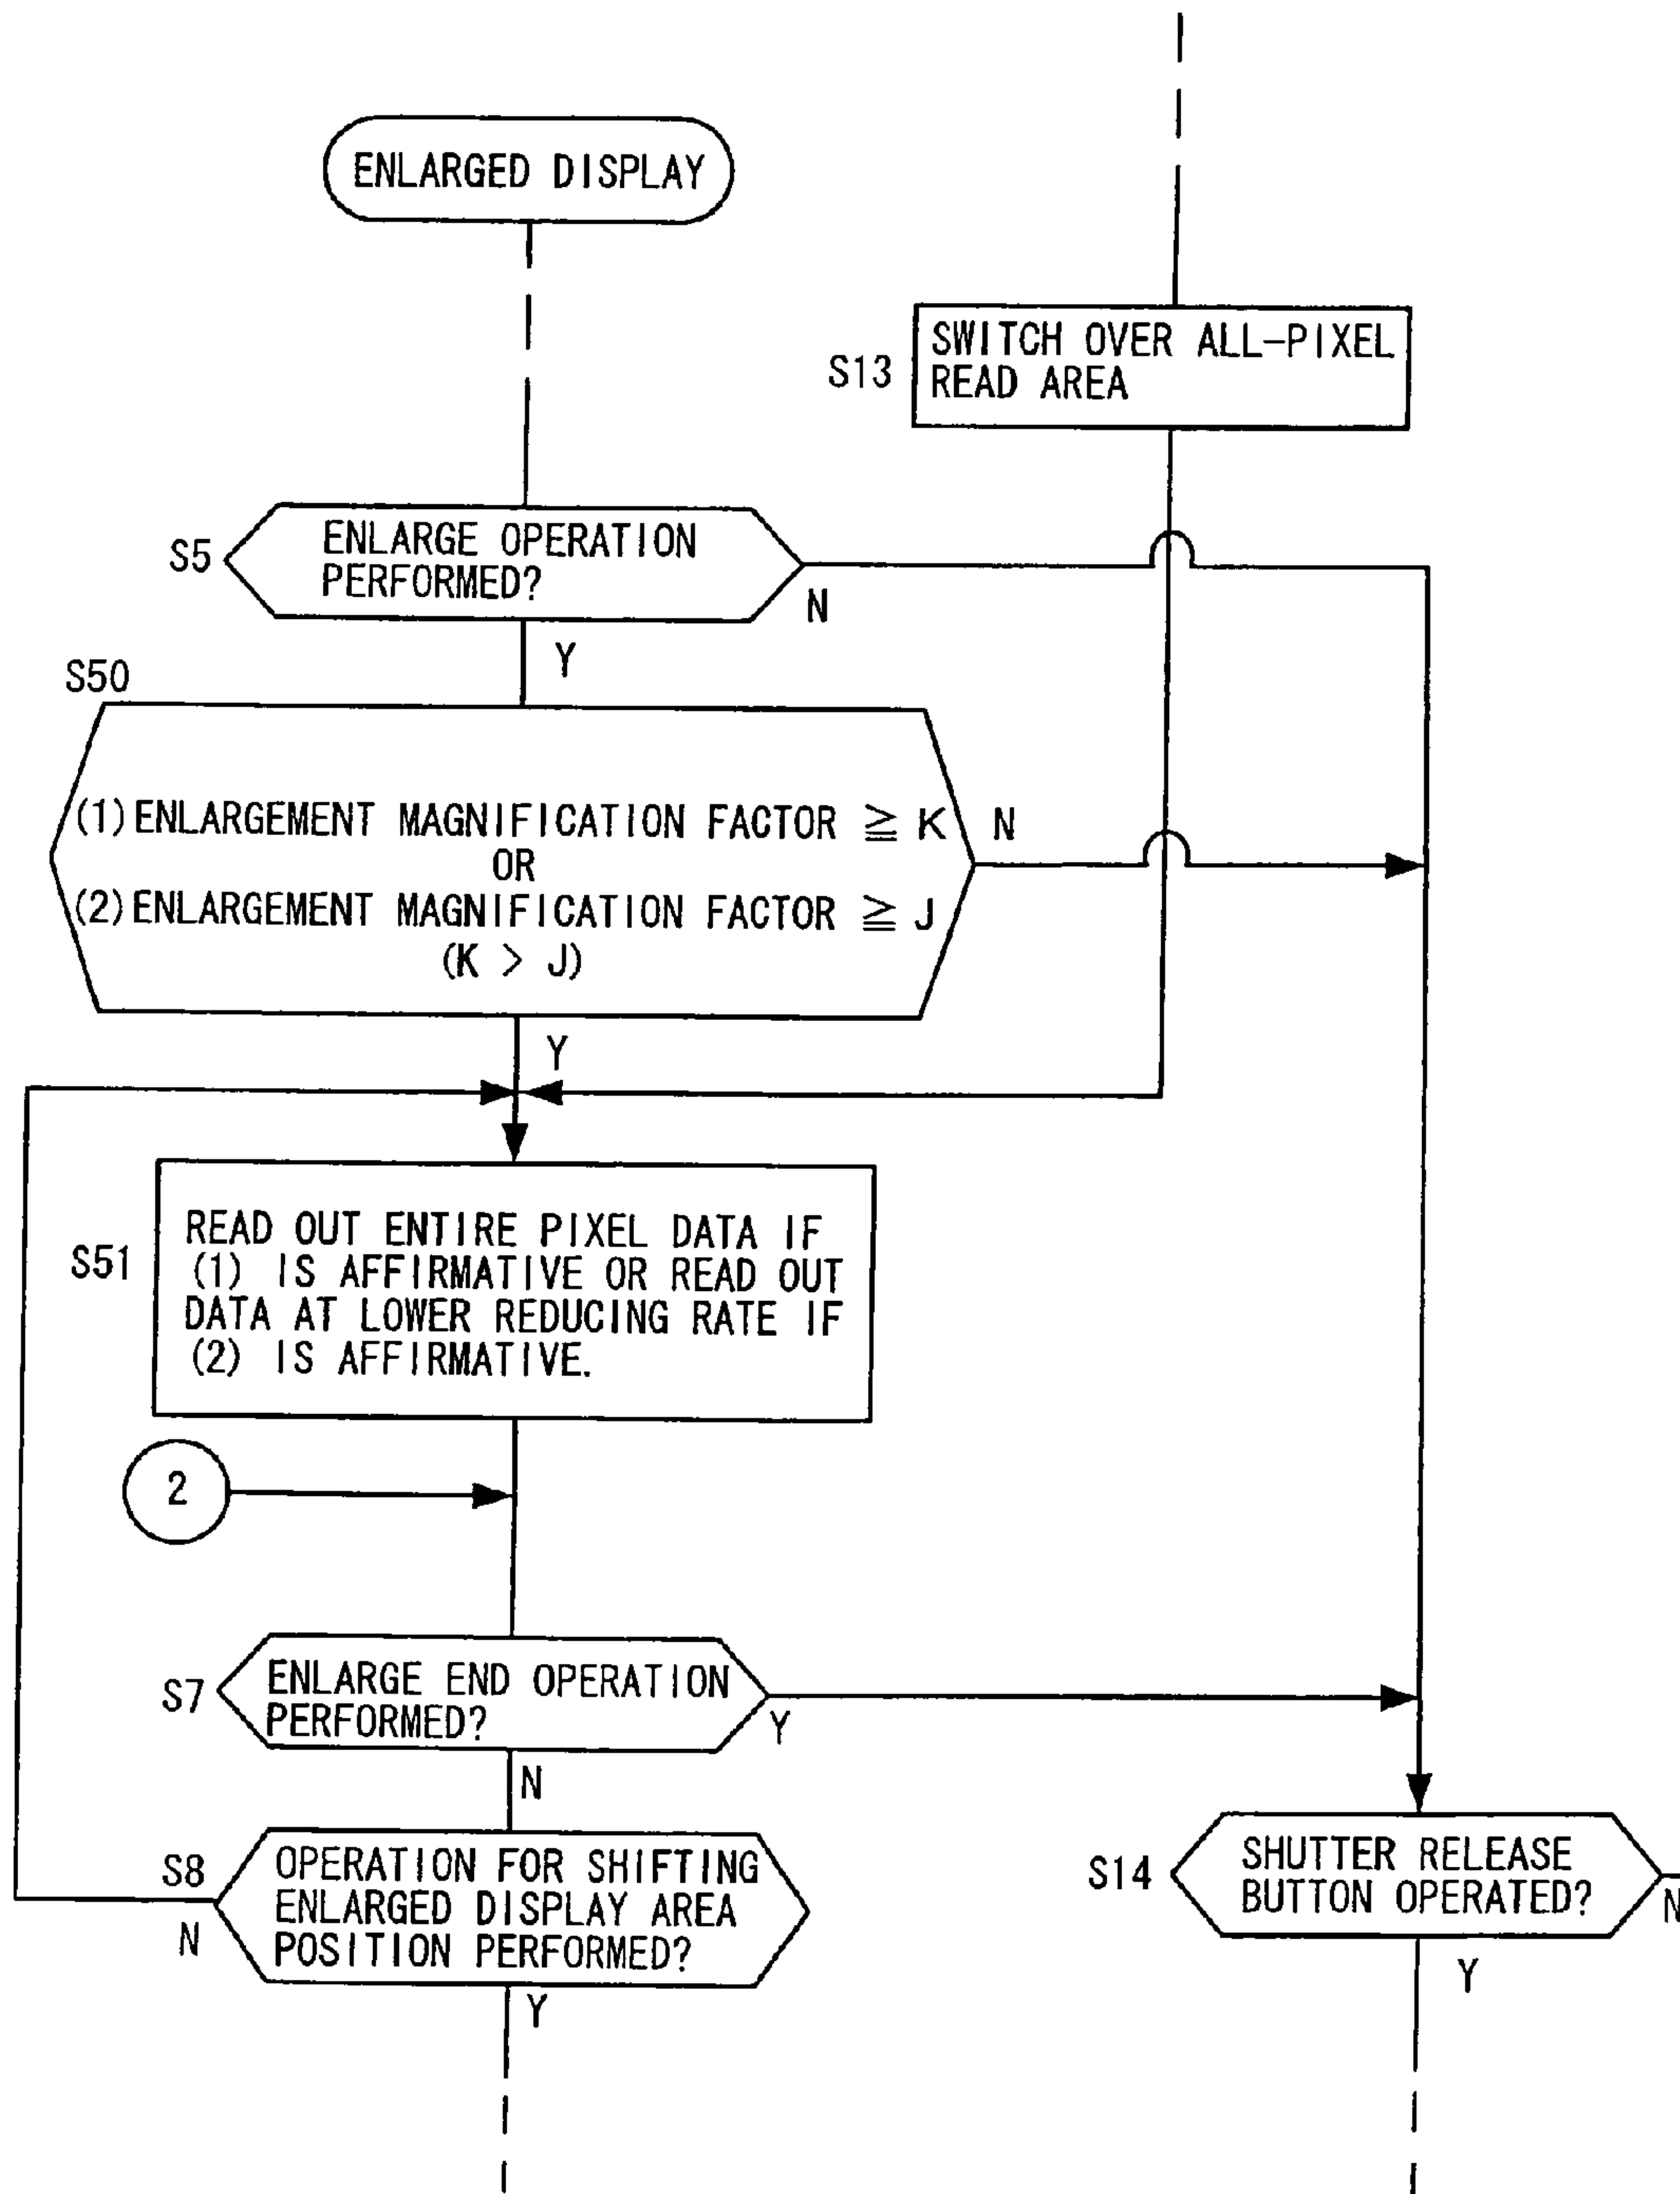 ENLARGED DISPLAY
S13
SWITCH OVER ALL-PIXEL
READ AREA
S5
ENLARGE OPERATION
PERFORMED?
N
Y
S50
(1) ENLARGEMENT MAGNIFICATION FACTOR ≧ K
N
OR
(2) ENLARGEMENT MAGNIFICATION FACTOR ≧ J
(K > J)
Y
S51
READ OUT ENTIRE PIXEL DATA IF
(1) IS AFFIRMATIVE OR READ OUT
DATA AT LOWER REDUCING RATE IF
(2) IS AFFIRMATIVE.
2
S7
ENLARGE END OPERATION
PERFORMED?
Y
N
S8
OPERATION FOR SHIFTING
ENLARGED DISPLAY AREA
POSITION PERFORMED?
N
Y
S14
SHUTTER RELEASE
BUTTON OPERATED?
N
Y